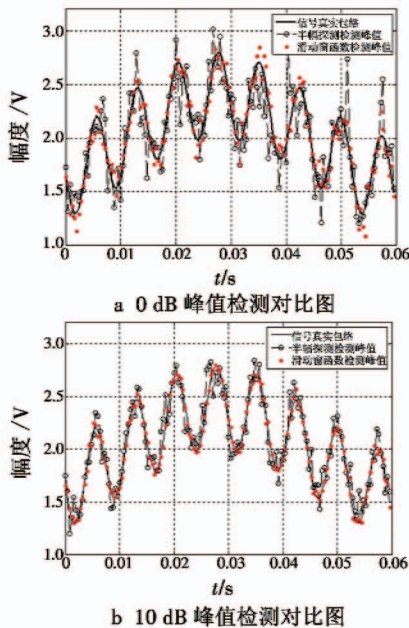 信号真实包络
半幅探测检测峰值
滑动窗函数检测峰值
幅度/V
3.0
2.5
2.0
1.5
1.0
0
0.01
0.02
0.03
0.04
0.05
0.06
t/s
a 0 dB 峰值检测对比图
信号真实包络
半幅探测检测峰值
滑动窗函数检测峰值
幅度/V
3.0
2.5
2.0
1.5
1.0
0
0.01
0.02
0.03
0.04
0.05
0.06
t/s
b 10 dB 峰值检测对比图